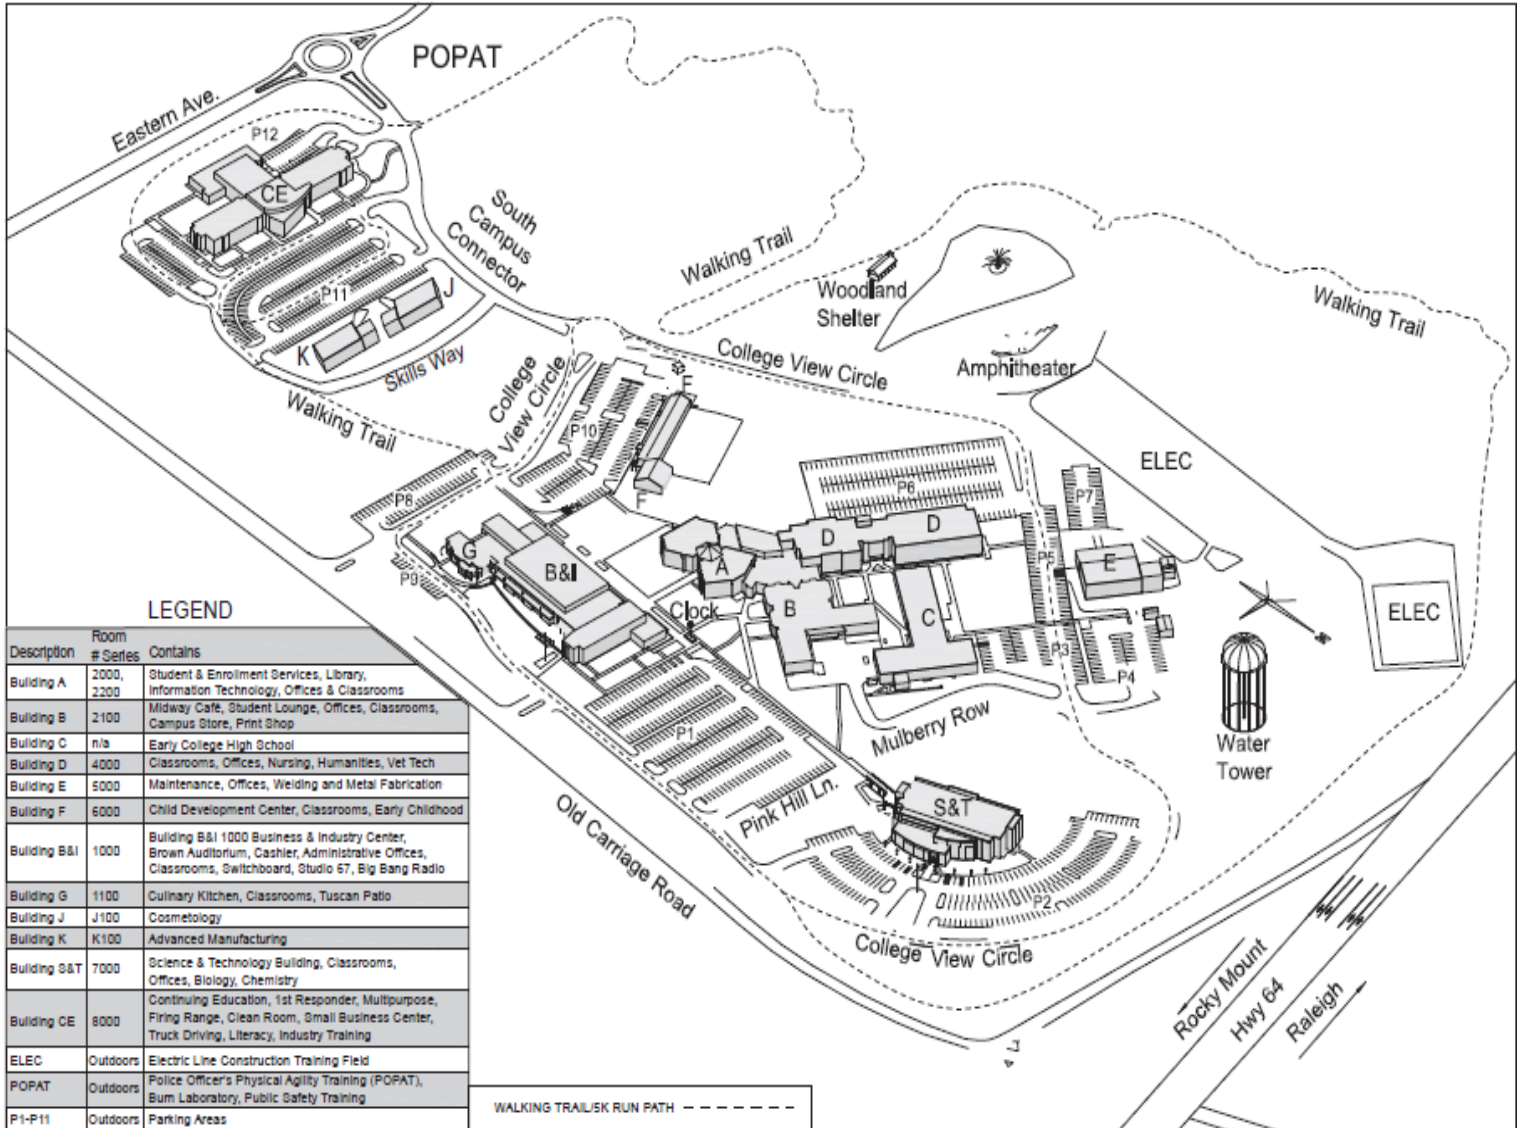 POPAT
Eastern Ave.
P12
CE
South
Campus
Connector
Walking Trail
Woodland
Shelter
Walking Trail
P11
J
K
Skills Way
Walking Trail
College
View Circle
College View Circle
Amphitheater
F
P10
F
ELEC
P8
P6
P7
D
D
G
B&I
A
P5
E
P9
Clock
B
C
ELEC
P3
P4
P1
Mulberry Row
Water
Tower
Pink Hill Ln.
S&T
Old Carriage Road
P2
College View Circle
Rocky Mount
Hwy 64
Raleigh
LEGEND
Description Room # Series Contains
Building A 2000, 2200 Student & Enrollment Services, Library,
Information Technology, Offices & Classrooms
Building B 2100 Midway Café, Student Lounge, Offices, Classrooms,
Campus Store, Print Shop
Building C n/a Early College High School
Building D 4000 Classrooms, Offices, Nursing, Humanities, Vet Tech
Building E 5000 Maintenance, Offices, Welding and Metal Fabrication
Building F 6000 Child Development Center, Classrooms, Early Childhood
Building B&I 1000 Building B&I 1000 Business & Industry Center,
Brown Auditorium, Cashier, Administrative Offices,
Classrooms, Switchboard, Studio 67, Big Bang Radio
Building G 1100 Culinary Kitchen, Classrooms, Tuscan Patio
Building J J100 Cosmetology
Building K K100 Advanced Manufacturing
Building S&T 7000 Science & Technology Building, Classrooms,
Offices, Biology, Chemistry
Building CE 8000 Continuing Education, 1st Responder, Multipurpose,
Firing Range, Clean Room, Small Business Center,
Truck Driving, Literacy, Industry Training
ELEC Outdoors Electric Line Construction Training Field
POPAT Outdoors Police Officer's Physical Agility Training (POPAT),
Burn Laboratory, Public Safety Training
P1-P11 Outdoors Parking Areas
WALKING TRAIL/5K RUN PATH